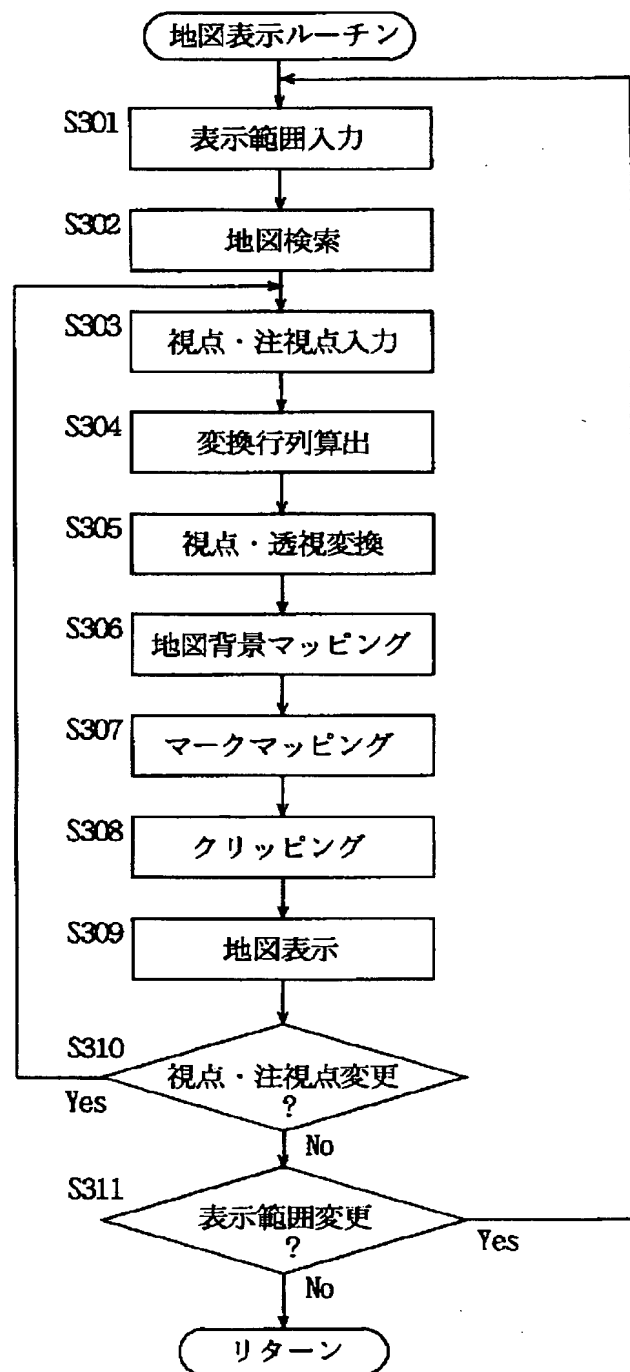 地図表示ルーチン
S301
表示範囲入力
S302
地図検索
S303
視点・注視点入力
S304
変換行列算出
S305
視点・透視変換
S306
地図背景マッピング
S307
マークマッピング
S308
クリッピング
S309
地図表示
S310
視点・注視点変更
?
Yes
No
S311
表示範囲変更
?
Yes
No
リターン